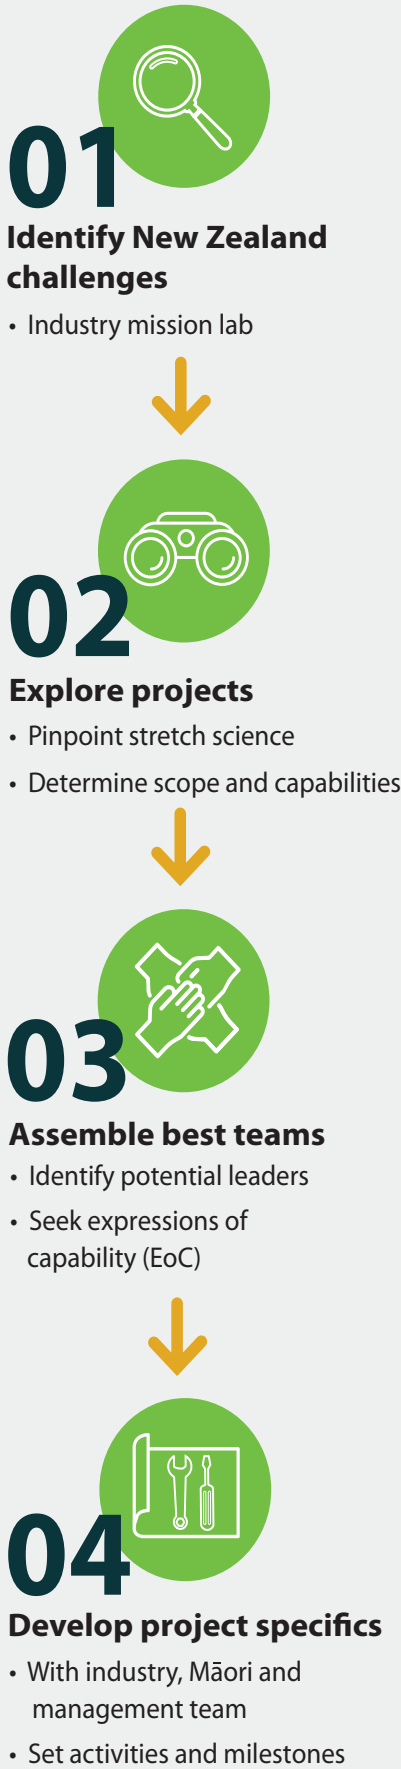 01
Identify New Zealand
challenges
• Industry mission lab
02
Explore projects
• Pinpoint stretch science
• Determine scope and capabilities
03
Assemble best teams
• Identify potential leaders
• Seek expressions of
capability (EoC)
04
Develop project specifics
• With industry, Māori and
management team
• Set activities and milestones